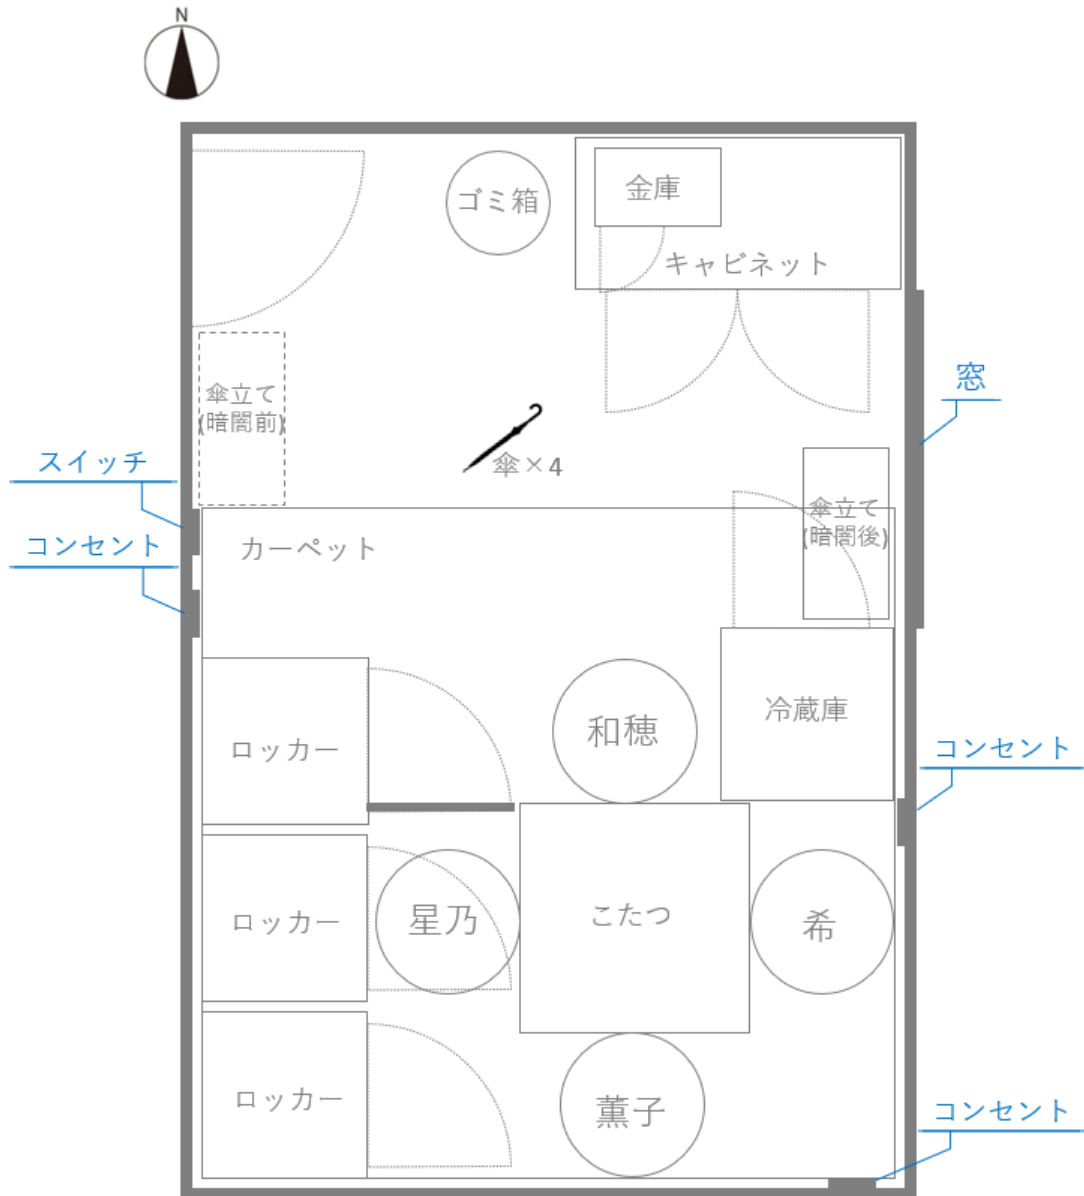 N
ゴミ箱
金庫
キャビネット
窓
傘立て
(暗闇前)
傘×4
スイッチ
傘立て
(暗闇後)
コンセント
カーペット
和穂
冷蔵庫
ロッカー
コンセント
星乃
こたつ
希
ロッカー
ロッカー
薫子
コンセント